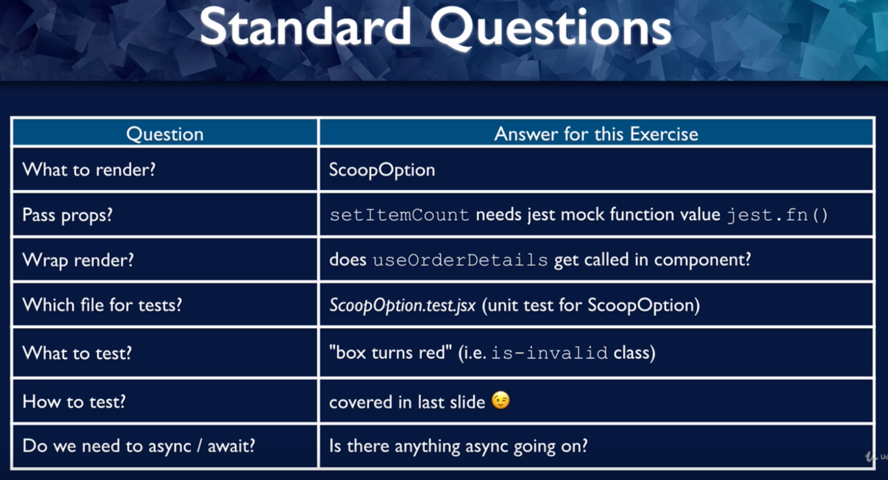 Standard Questions
Question
Answer for this Exercise
What to render?
ScoopOption
Pass props?
setItemCount needs jest mock function value jest.fn()
Wrap render?
does useOrderDetails get called in component?
Which file for tests?
ScoopOption.test.jsx (unit test for ScoopOption)
What to test?
"box turns red" (i.e. is-invalid class)
How to test?
covered in last slide 😉
Do we need to async / await?
Is there anything async going on?